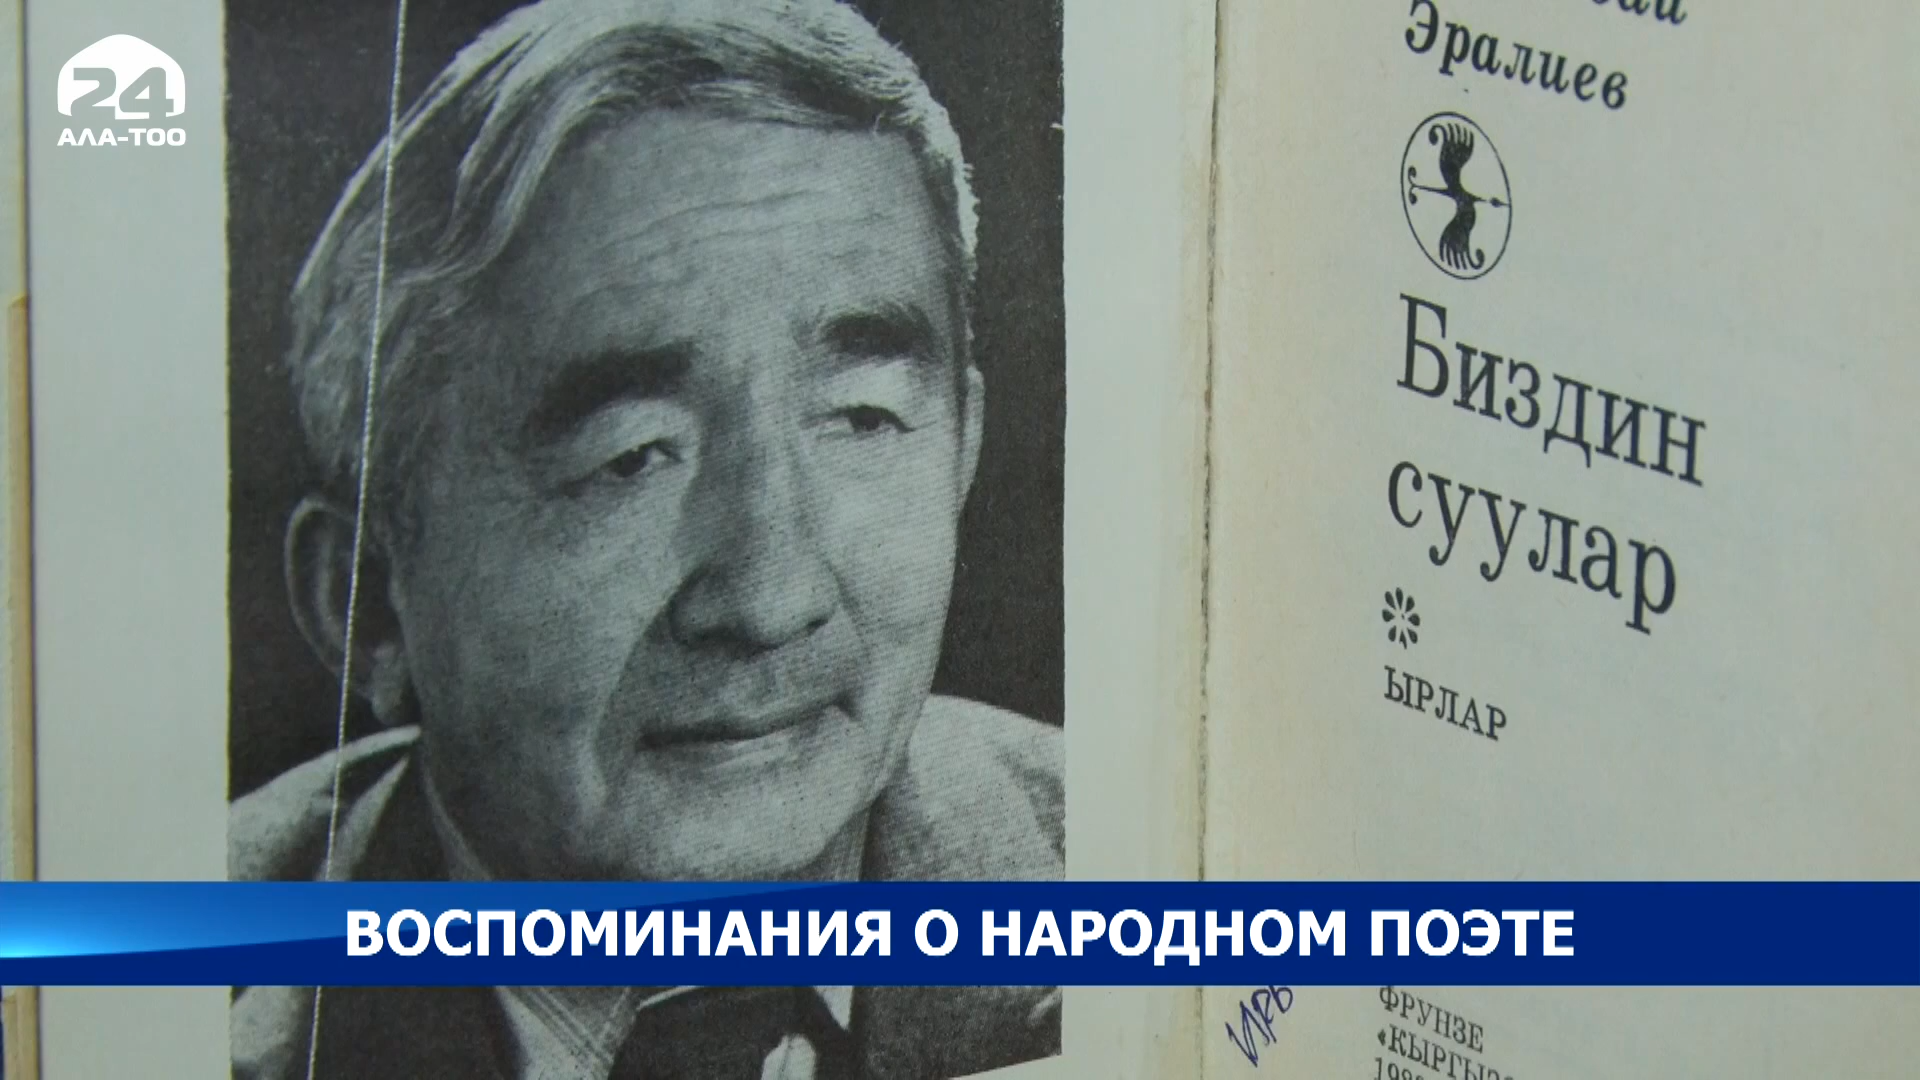 24
АЛА-ТОО
Эралиев
Биздин
суулар
ЫРЛАР
ВОСПОМИНАНИЯ О НАРОДНОМ ПОЭТЕ
ФРУНЗЕ